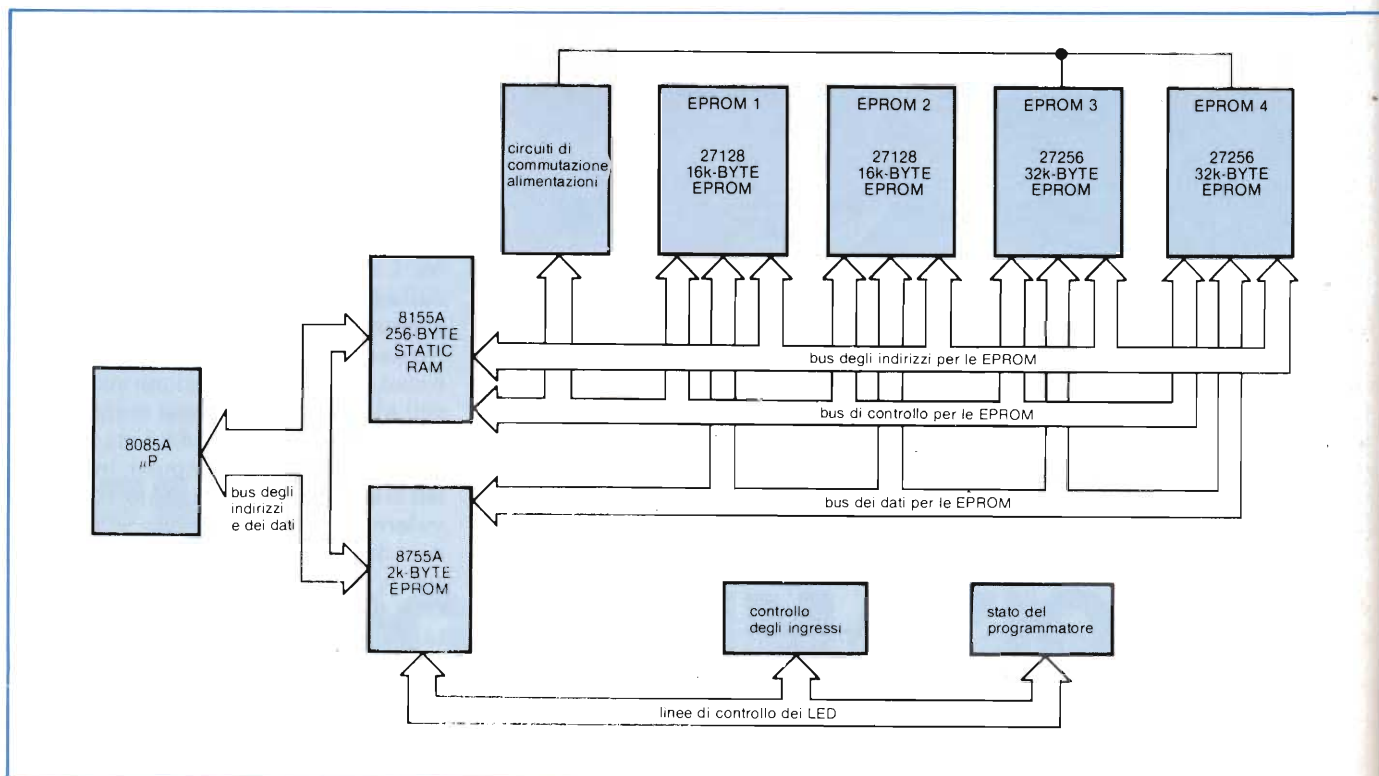 circuiti di
commutazione
alimentazioni
EPROM 1
27128
16k-BYTE
EPROM
EPROM 2
27128
16k-BYTE
EPROM
EPROM 3
27256
32k-BYTE
EPROM
EPROM 4
27256
32k-BYTE
EPROM
8155A
256-BYTE
STATIC
RAM
bus degli indirizzi per le EPROM
bus di controllo per le EPROM
8085A
µP
bus degli
indirizzi
e dei dati
bus dei dati per le EPROM
8755A
2k-BYTE
EPROM
controllo
degli ingressi
stato del
programmatore
linee di controllo dei LED